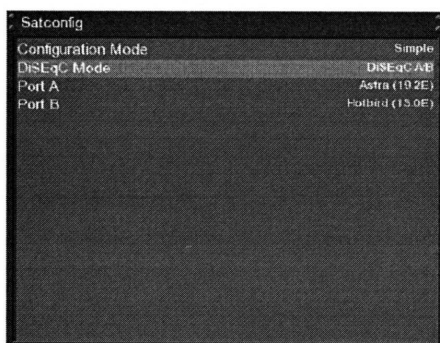 Satconfig
Configuration Mode Simple
DiSEqC Mode DiSEqC A/B
Port A Astra (19.2E)
Port B Hotbird (13.0E)